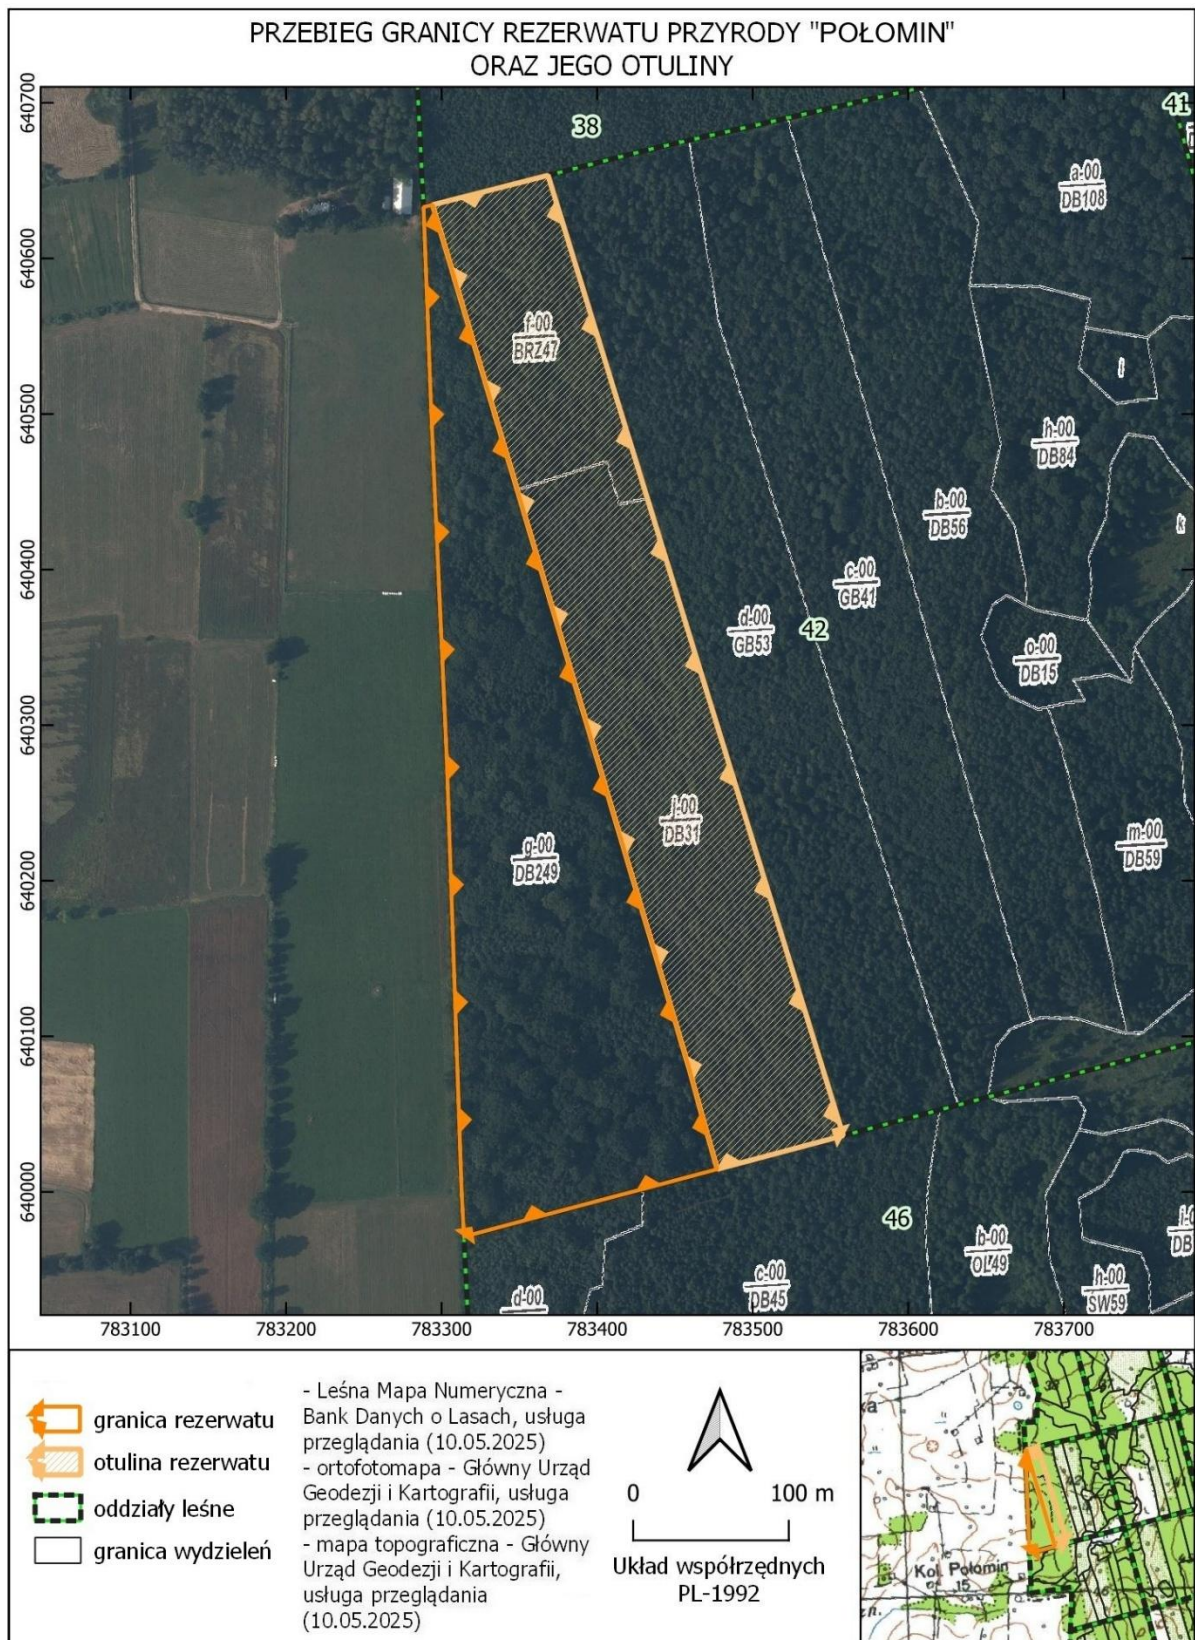 PRZEBIEG GRANICY REZERWATU PRZYRODY "POŁOMIN"
ORAZ JEGO OTULINY
640700
640600
640500
640400
640300
640200
640100
640000
38
41
a-00
DB108
f-00
BRZ47
l
h-00
DB84
b-00
DB56
k
c-00
GB41
d-00
GB53
42
o-00
DB15
j-00
DB31
m-00
DB59
g-00
DB249
46
b-00
OL49
i-0
DB
c-00
DB45
h-00
ŚW59
d-00
783100
783200
783300
783400
783500
783600
783700
granica rezerwatu
otulina rezerwatu
oddziały leśne
granica wydzieleń
- Leśna Mapa Numeryczna -
Bank Danych o Lasach, usługa
przeglądania (10.05.2025)
- ortofotomapa - Główny Urząd
Geodezji i Kartografii, usługa
przeglądania (10.05.2025)
- mapa topograficzna - Główny
Urząd Geodezji i Kartografii,
usługa przeglądania
(10.05.2025)
0
100 m
Układ współrzędnych
PL-1992
Kol. Połomin
15